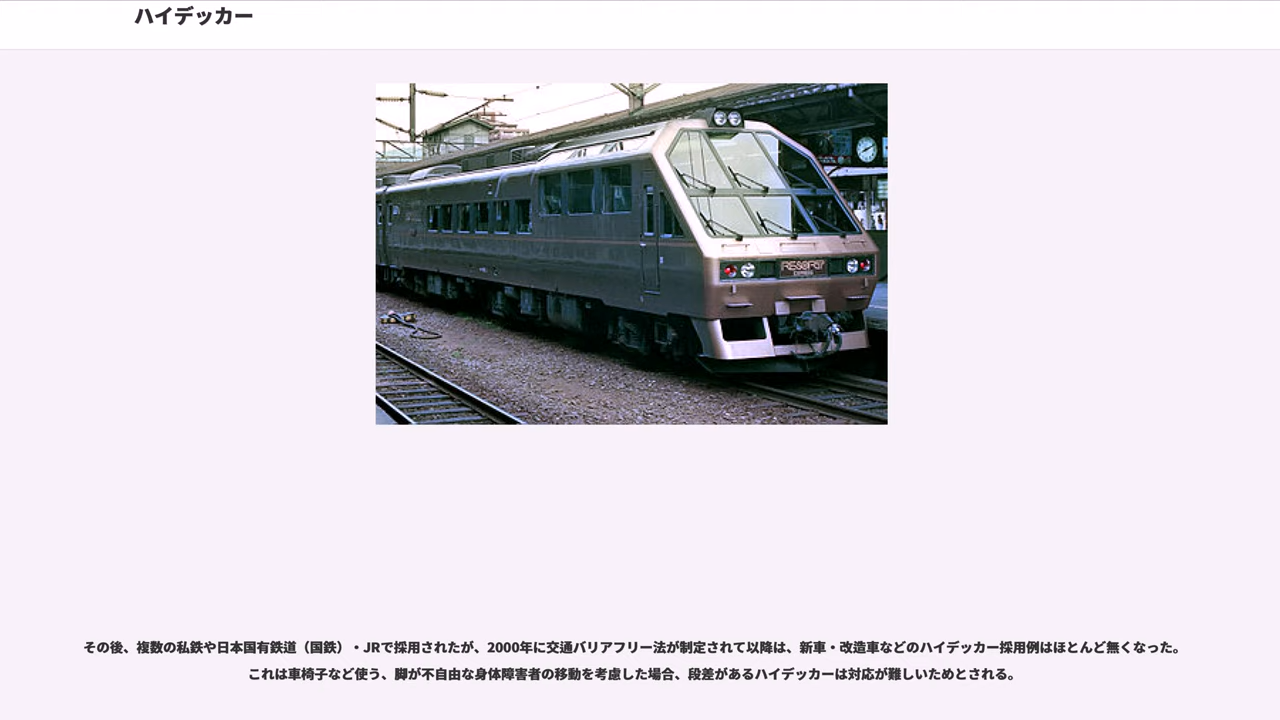 ハイデッカー
RESORT
EXPRESS
その後、複数の私鉄や日本国有鉄道（国鉄）・JRで採用されたが、2000年に交通バリアフリー法が制定されて以降は、新車・改造車などのハイデッカー採用例はほとんど無くなった。
これは車椅子など使う、脚が不自由な身体障害者の移動を考慮した場合、段差があるハイデッカーは対応が難しいためとされる。